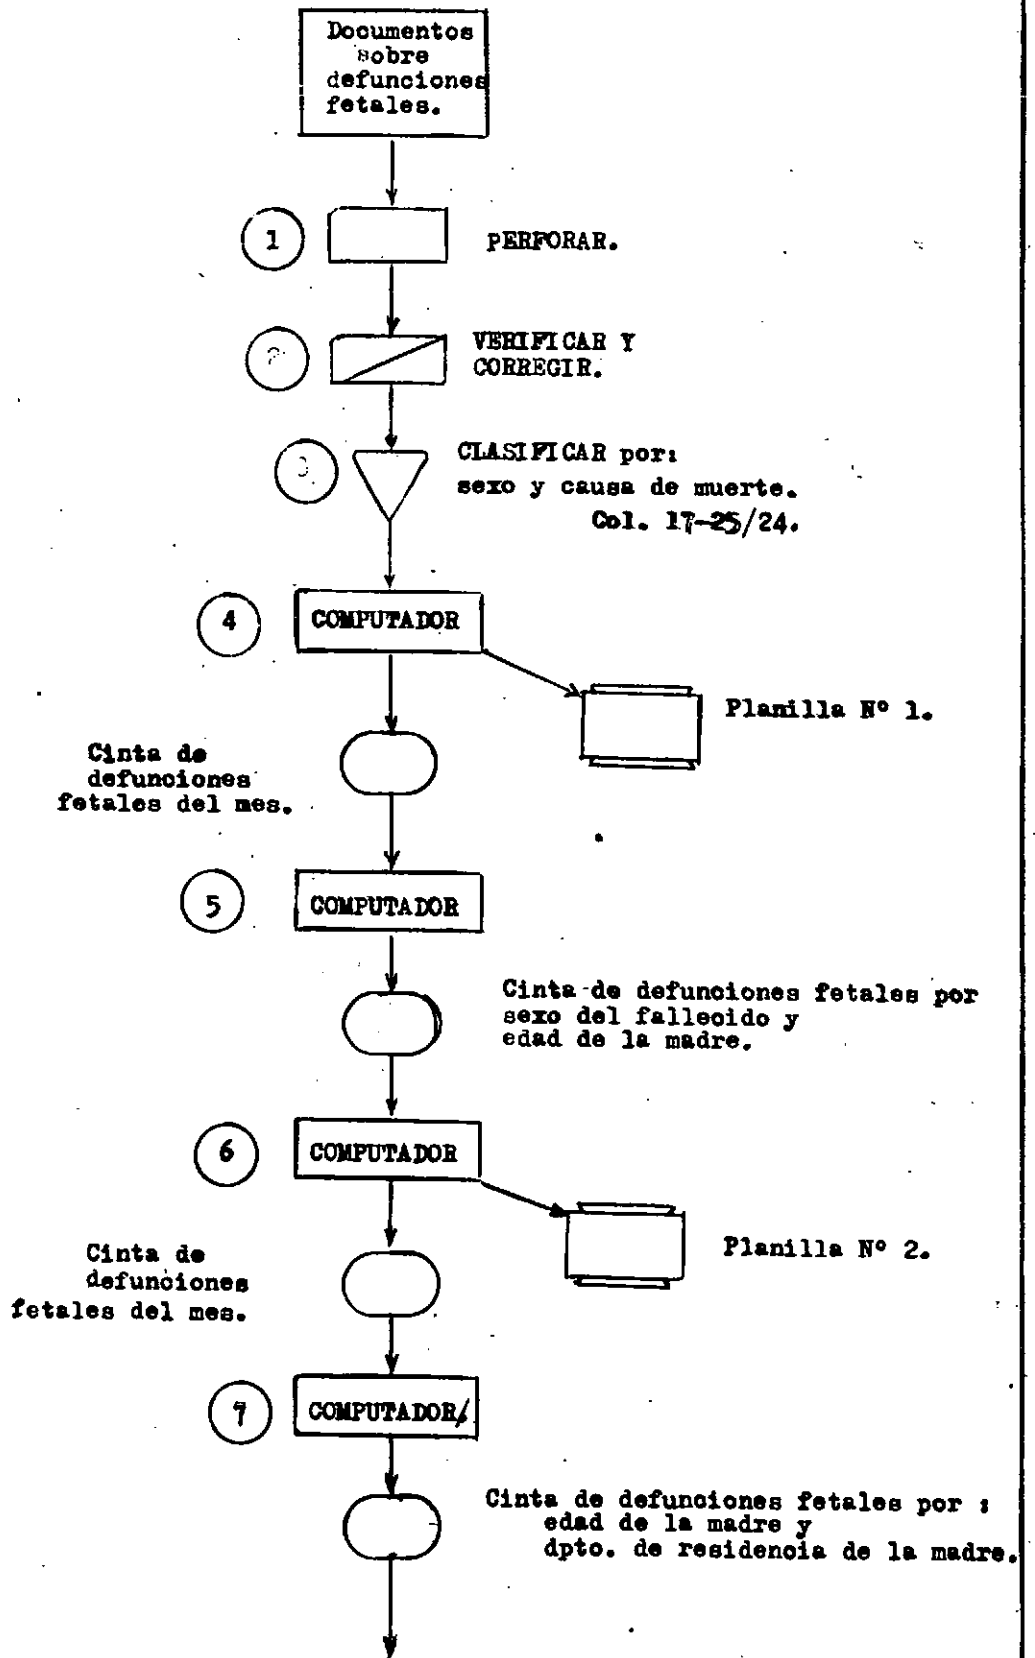 Documentos
sobre
defunciones
fetales.
1
PERFORAR.
2
VERIFICAR Y
CORREGIR.
3
CLASIFICAR por:
sexo y causa de muerte.
Col. 17-25/24.
4
COMPUTADOR
Planilla Nº 1.
Cinta de
defunciones
fetales del mes.
5
COMPUTADOR
Cinta de defunciones fetales por
sexo del fallecido y
edad de la madre.
6
COMPUTADOR
Planilla Nº 2.
Cinta de
defunciones
fetales del mes.
7
COMPUTADOR
Cinta de defunciones fetales por :
edad de la madre y
dpto. de residencia de la madre.